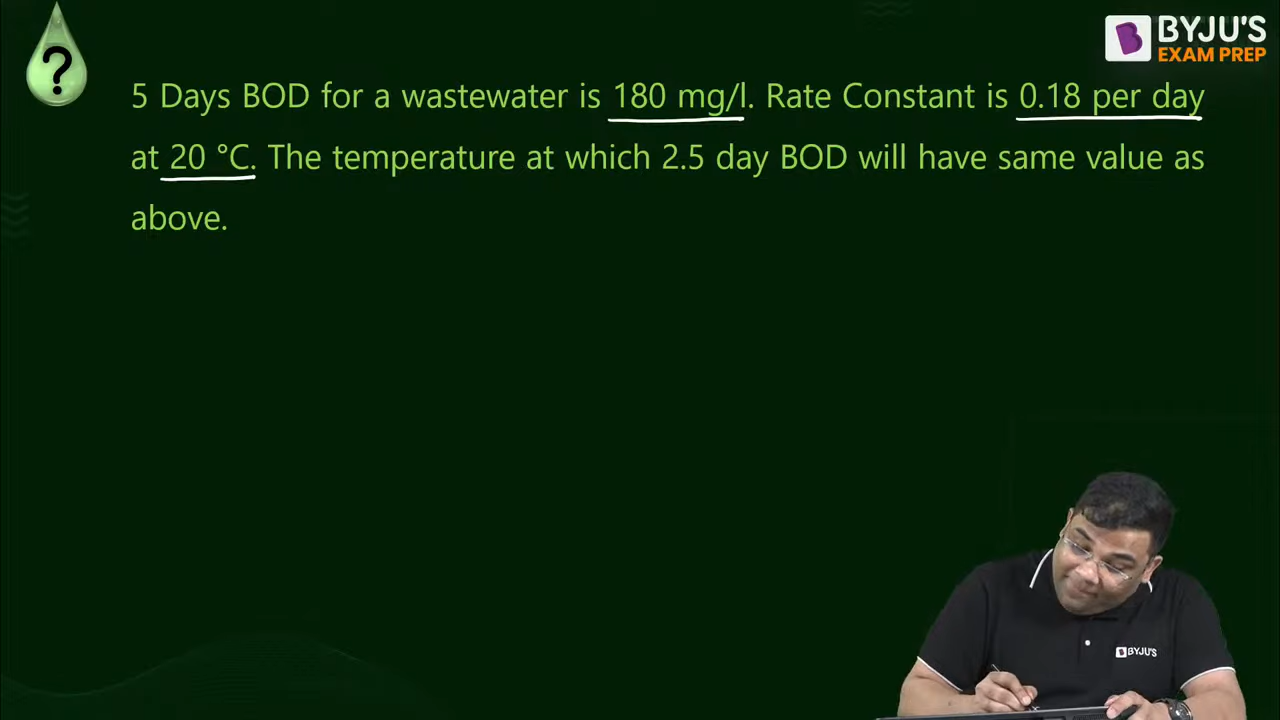 ?
BYJU'S
EXAM PREP
5 Days BOD for a wastewater is 180 mg/l. Rate Constant is 0.18 per day
at 20 °C. The temperature at which 2.5 day BOD will have same value as
above.
BYJU'S